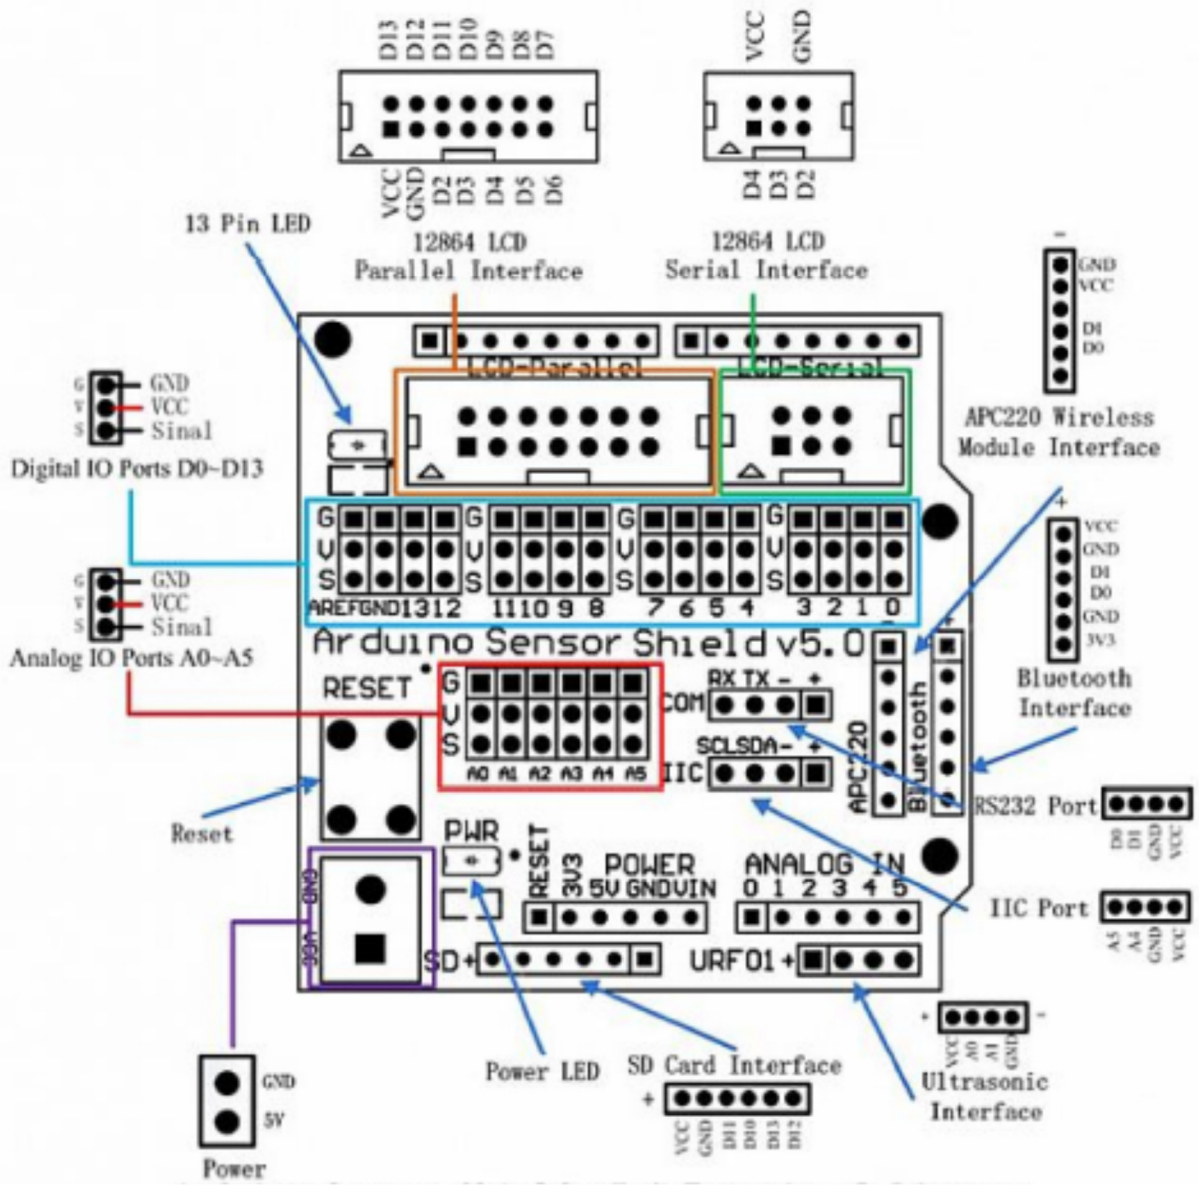 D13 D12 D11 D10 D9 D8 D7
VCC GND
VCC GND D2 D3 D4 D5 D6
D4 D3 D2
13 Pin LED
12864 LCD
Parallel Interface
12864 LCD
Serial Interface
-
GND
VCC
D1
D0
APC220 Wireless
Module Interface
LCD-Parallel
LCD-Serial
G GND
V VCC
S Sinal
Digital IO Ports D0~D13
G G G G
V V V V
S S S S
AREF GND 13 12 11 10 9 8 7 6 5 4 3 2 1 0
+
VCC
GND
D1
D0
GND
3V3
Bluetooth
Interface
G GND
V VCC
S Sinal
Analog IO Ports A0~A5
Arduino Sensor Shield v5.0
- +
RESET
G
V
S
A0 A1 A2 A3 A4 A5
RX TX - +
COM
SCL SDA - +
IIC
APC220
Bluetooth
RS232 Port
D0 D1 GND VCC
Reset
PWR
RESET 3V3 5V GND VIN
POWER
ANALOG IN
0 1 2 3 4 5
IIC Port
A5 A4 GND VCC
GND
VCC
SD+
URF01+
+ -
VCC A0 A1 GND
Ultrasonic
Interface
Power LED
SD Card Interface
+
VCC GND D11 D10 D13 D12
GND
5V
Power